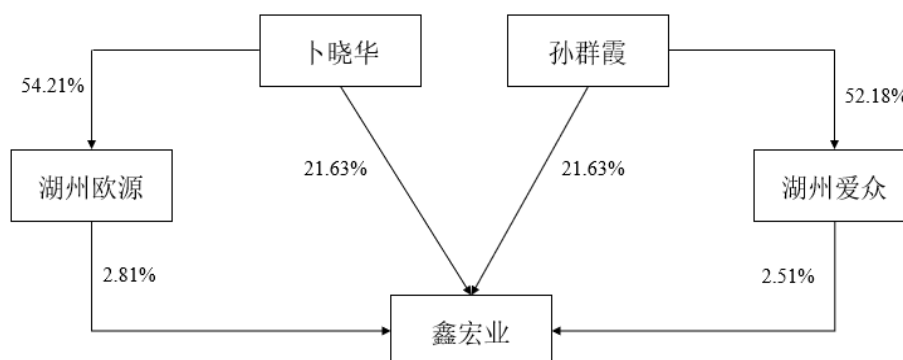 卜晓华
孙群霞
54.21%
52.18%
湖州欧源
21.63%
21.63%
湖州爱众
2.81%
2.51%
鑫宏业